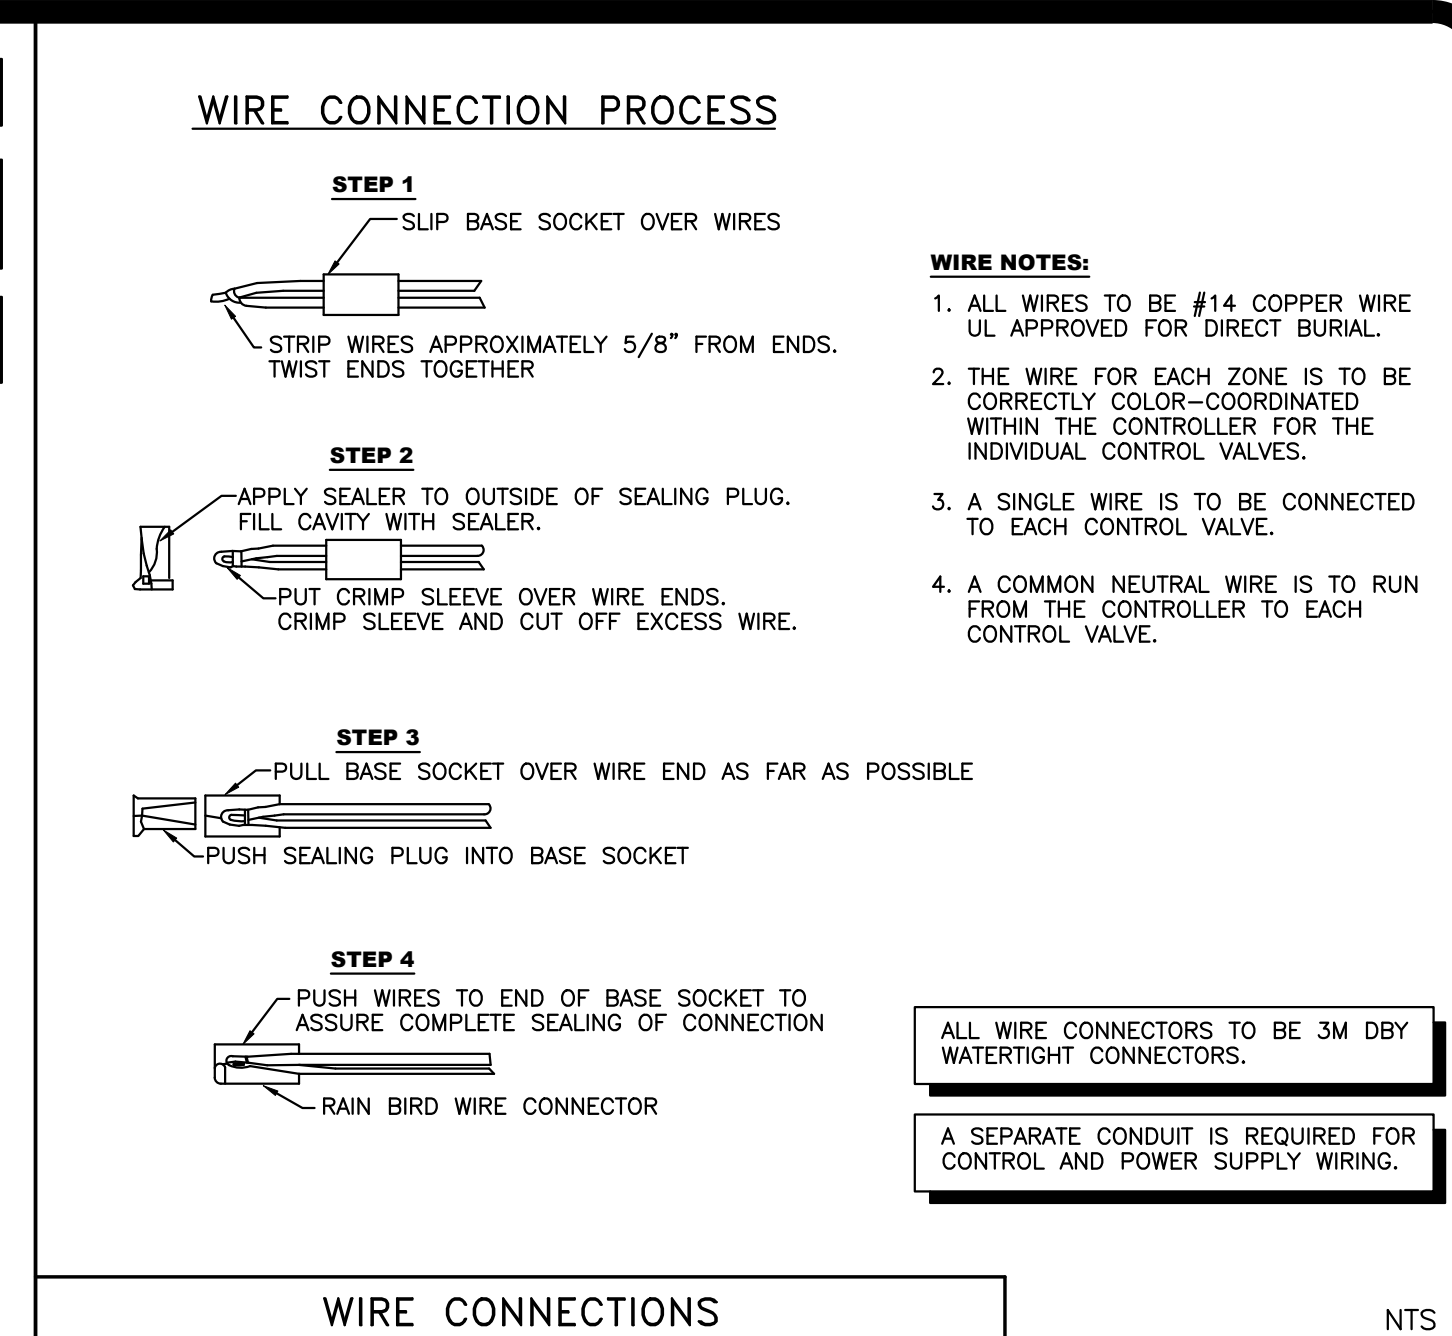 WIRE CONNECTION PROCESS
STEP 1
SLIP BASE SOCKET OVER WIRES
STRIP WIRES APPROXIMATELY 5/8" FROM ENDS.
TWIST ENDS TOGETHER
STEP 2
APPLY SEALER TO OUTSIDE OF SEALING PLUG.
FILL CAVITY WITH SEALER.
PUT CRIMP SLEEVE OVER WIRE ENDS.
CRIMP SLEEVE AND CUT OFF EXCESS WIRE.
STEP 3
PULL BASE SOCKET OVER WIRE END AS FAR AS POSSIBLE
PUSH SEALING PLUG INTO BASE SOCKET
STEP 4
PUSH WIRES TO END OF BASE SOCKET TO
ASSURE COMPLETE SEALING OF CONNECTION
RAIN BIRD WIRE CONNECTOR
WIRE NOTES:
1. ALL WIRES TO BE #14 COPPER WIRE
UL APPROVED FOR DIRECT BURIAL.
2. THE WIRE FOR EACH ZONE IS TO BE
CORRECTLY COLOR-COORDINATED
WITHIN THE CONTROLLER FOR THE
INDIVIDUAL CONTROL VALVES.
3. A SINGLE WIRE IS TO BE CONNECTED
TO EACH CONTROL VALVE.
4. A COMMON NEUTRAL WIRE IS TO RUN
FROM THE CONTROLLER TO EACH
CONTROL VALVE.
ALL WIRE CONNECTORS TO BE 3M DBY
WATERTIGHT CONNECTORS.
A SEPARATE CONDUIT IS REQUIRED FOR
CONTROL AND POWER SUPPLY WIRING.
WIRE CONNECTIONS
NTS